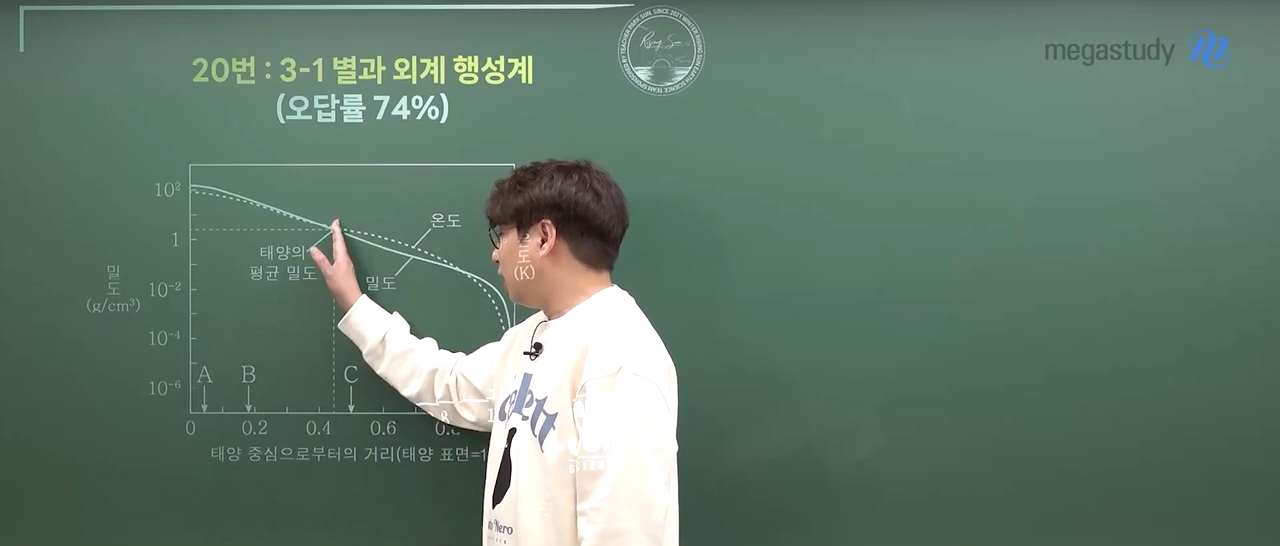 20번 : 3-1 별과 외계 행성계
(오답률 74%)
megastudy
10²
1
10⁻²
10⁻⁴
10⁻⁶
밀도
(g/cm³)
태양의
평균 밀도
온도
밀도
(K)
A B C
0 0.2 0.4 0.6
태양 중심으로부터의 거리(태양 표면=1
Nero